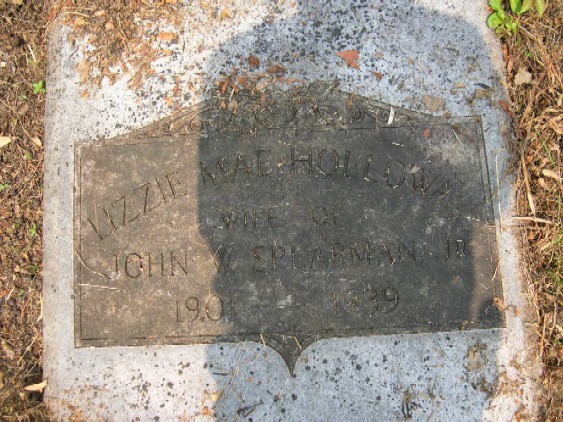 LIZZIE MAE HOLLOWAY
WIFE OF
JOHN W SPEARMAN, JR
1901 — 1939